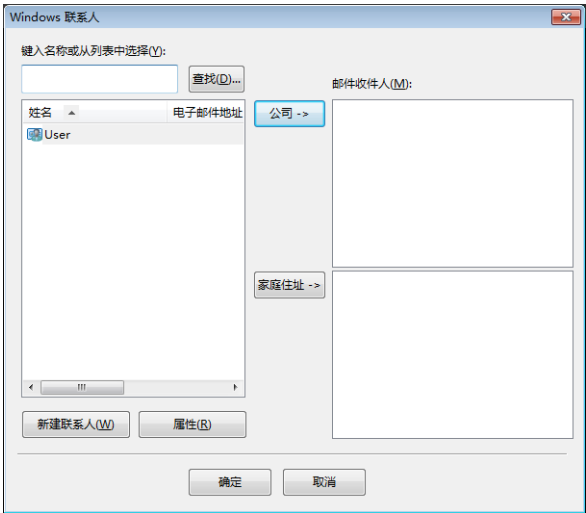 Windows 联系人
键入名称或从列表中选择(Y):
查找(D)...
邮件收件人(M):
姓名 电子邮件地址
公司 ->
User
家庭住址 ->
新建联系人(W) 属性(R)
确定 取消